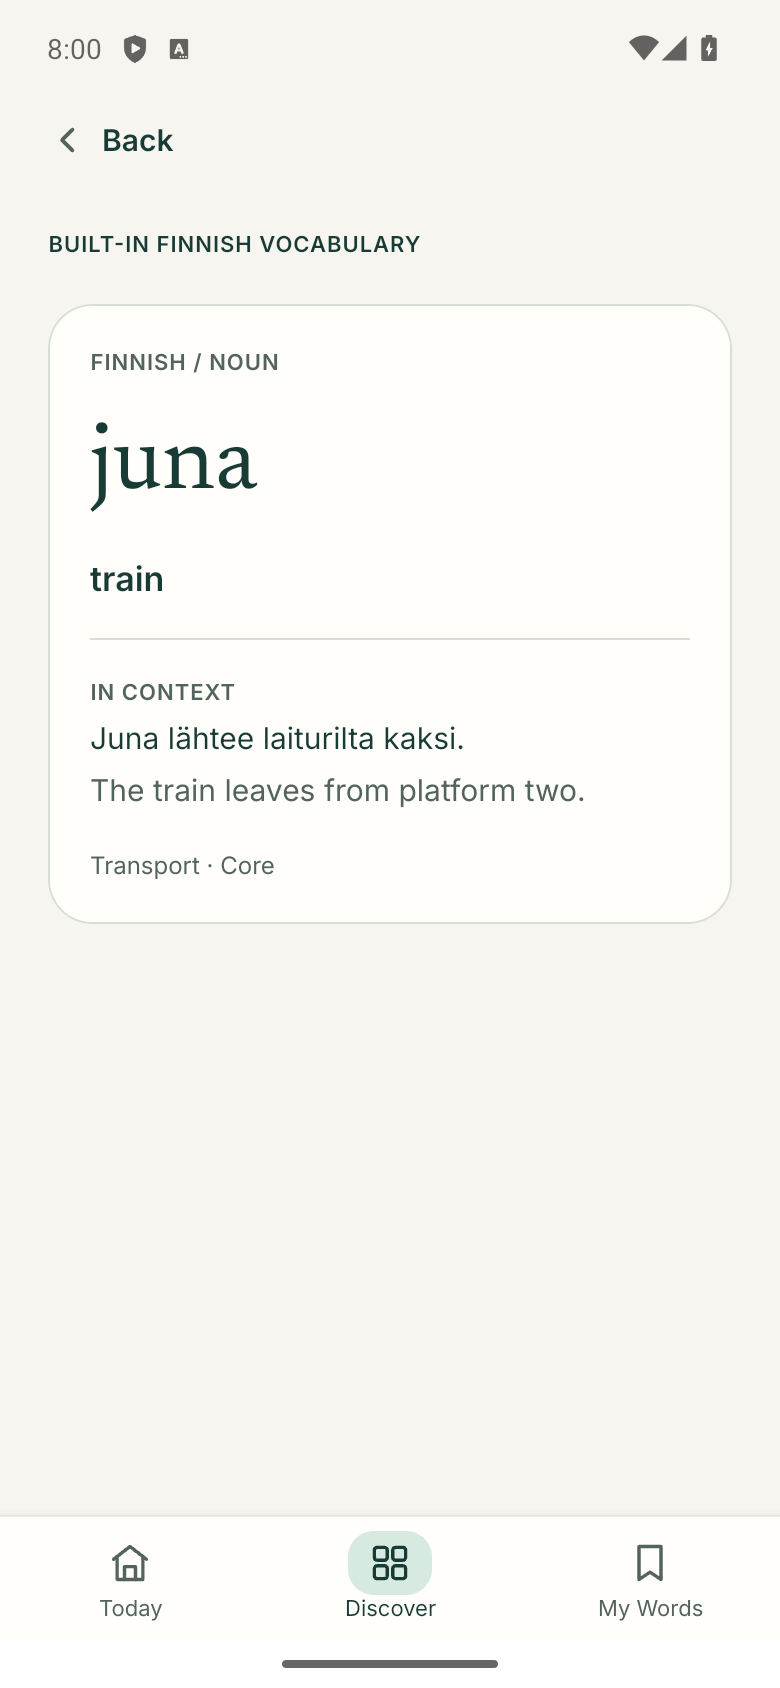 8:00
Back
BUILT-IN FINNISH VOCABULARY
FINNISH / NOUN
juna
train
IN CONTEXT
Juna lähtee laiturilta kaksi.
The train leaves from platform two.
Transport · Core
Today
Discover
My Words